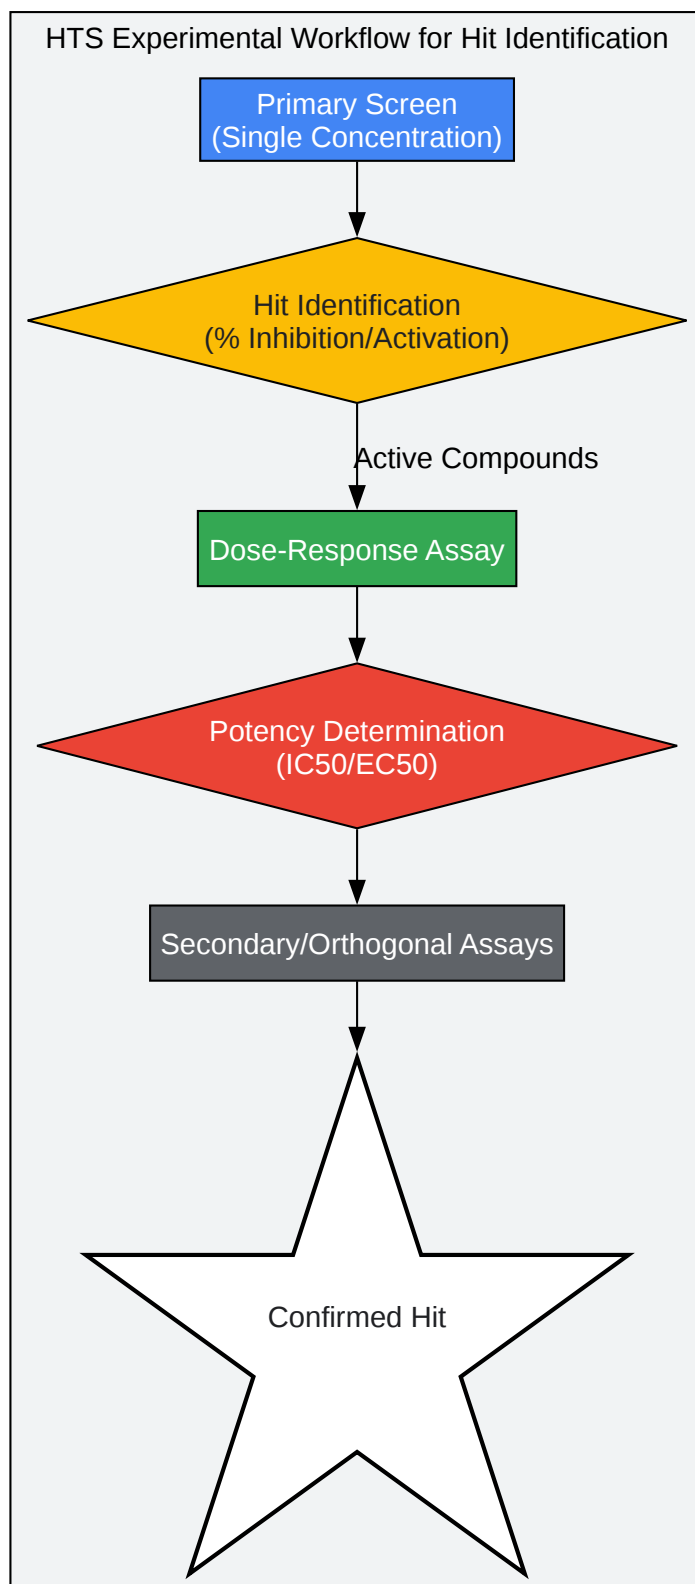 HTS Experimental Workflow for Hit Identification
Primary Screen
(Single Concentration)
Hit Identification
(% Inhibition/Activation)
Active Compounds
Dose-Response Assay
Potency Determination
(IC50/EC50)
Secondary/Orthogonal Assays
Confirmed Hit